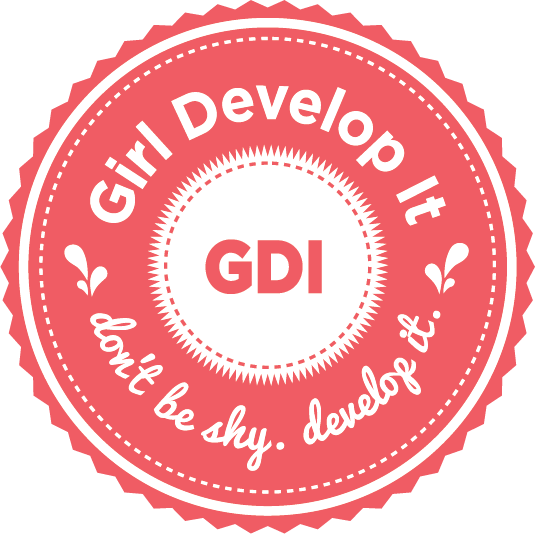 Girl Develop It
GDI
don't be shy. develop it.